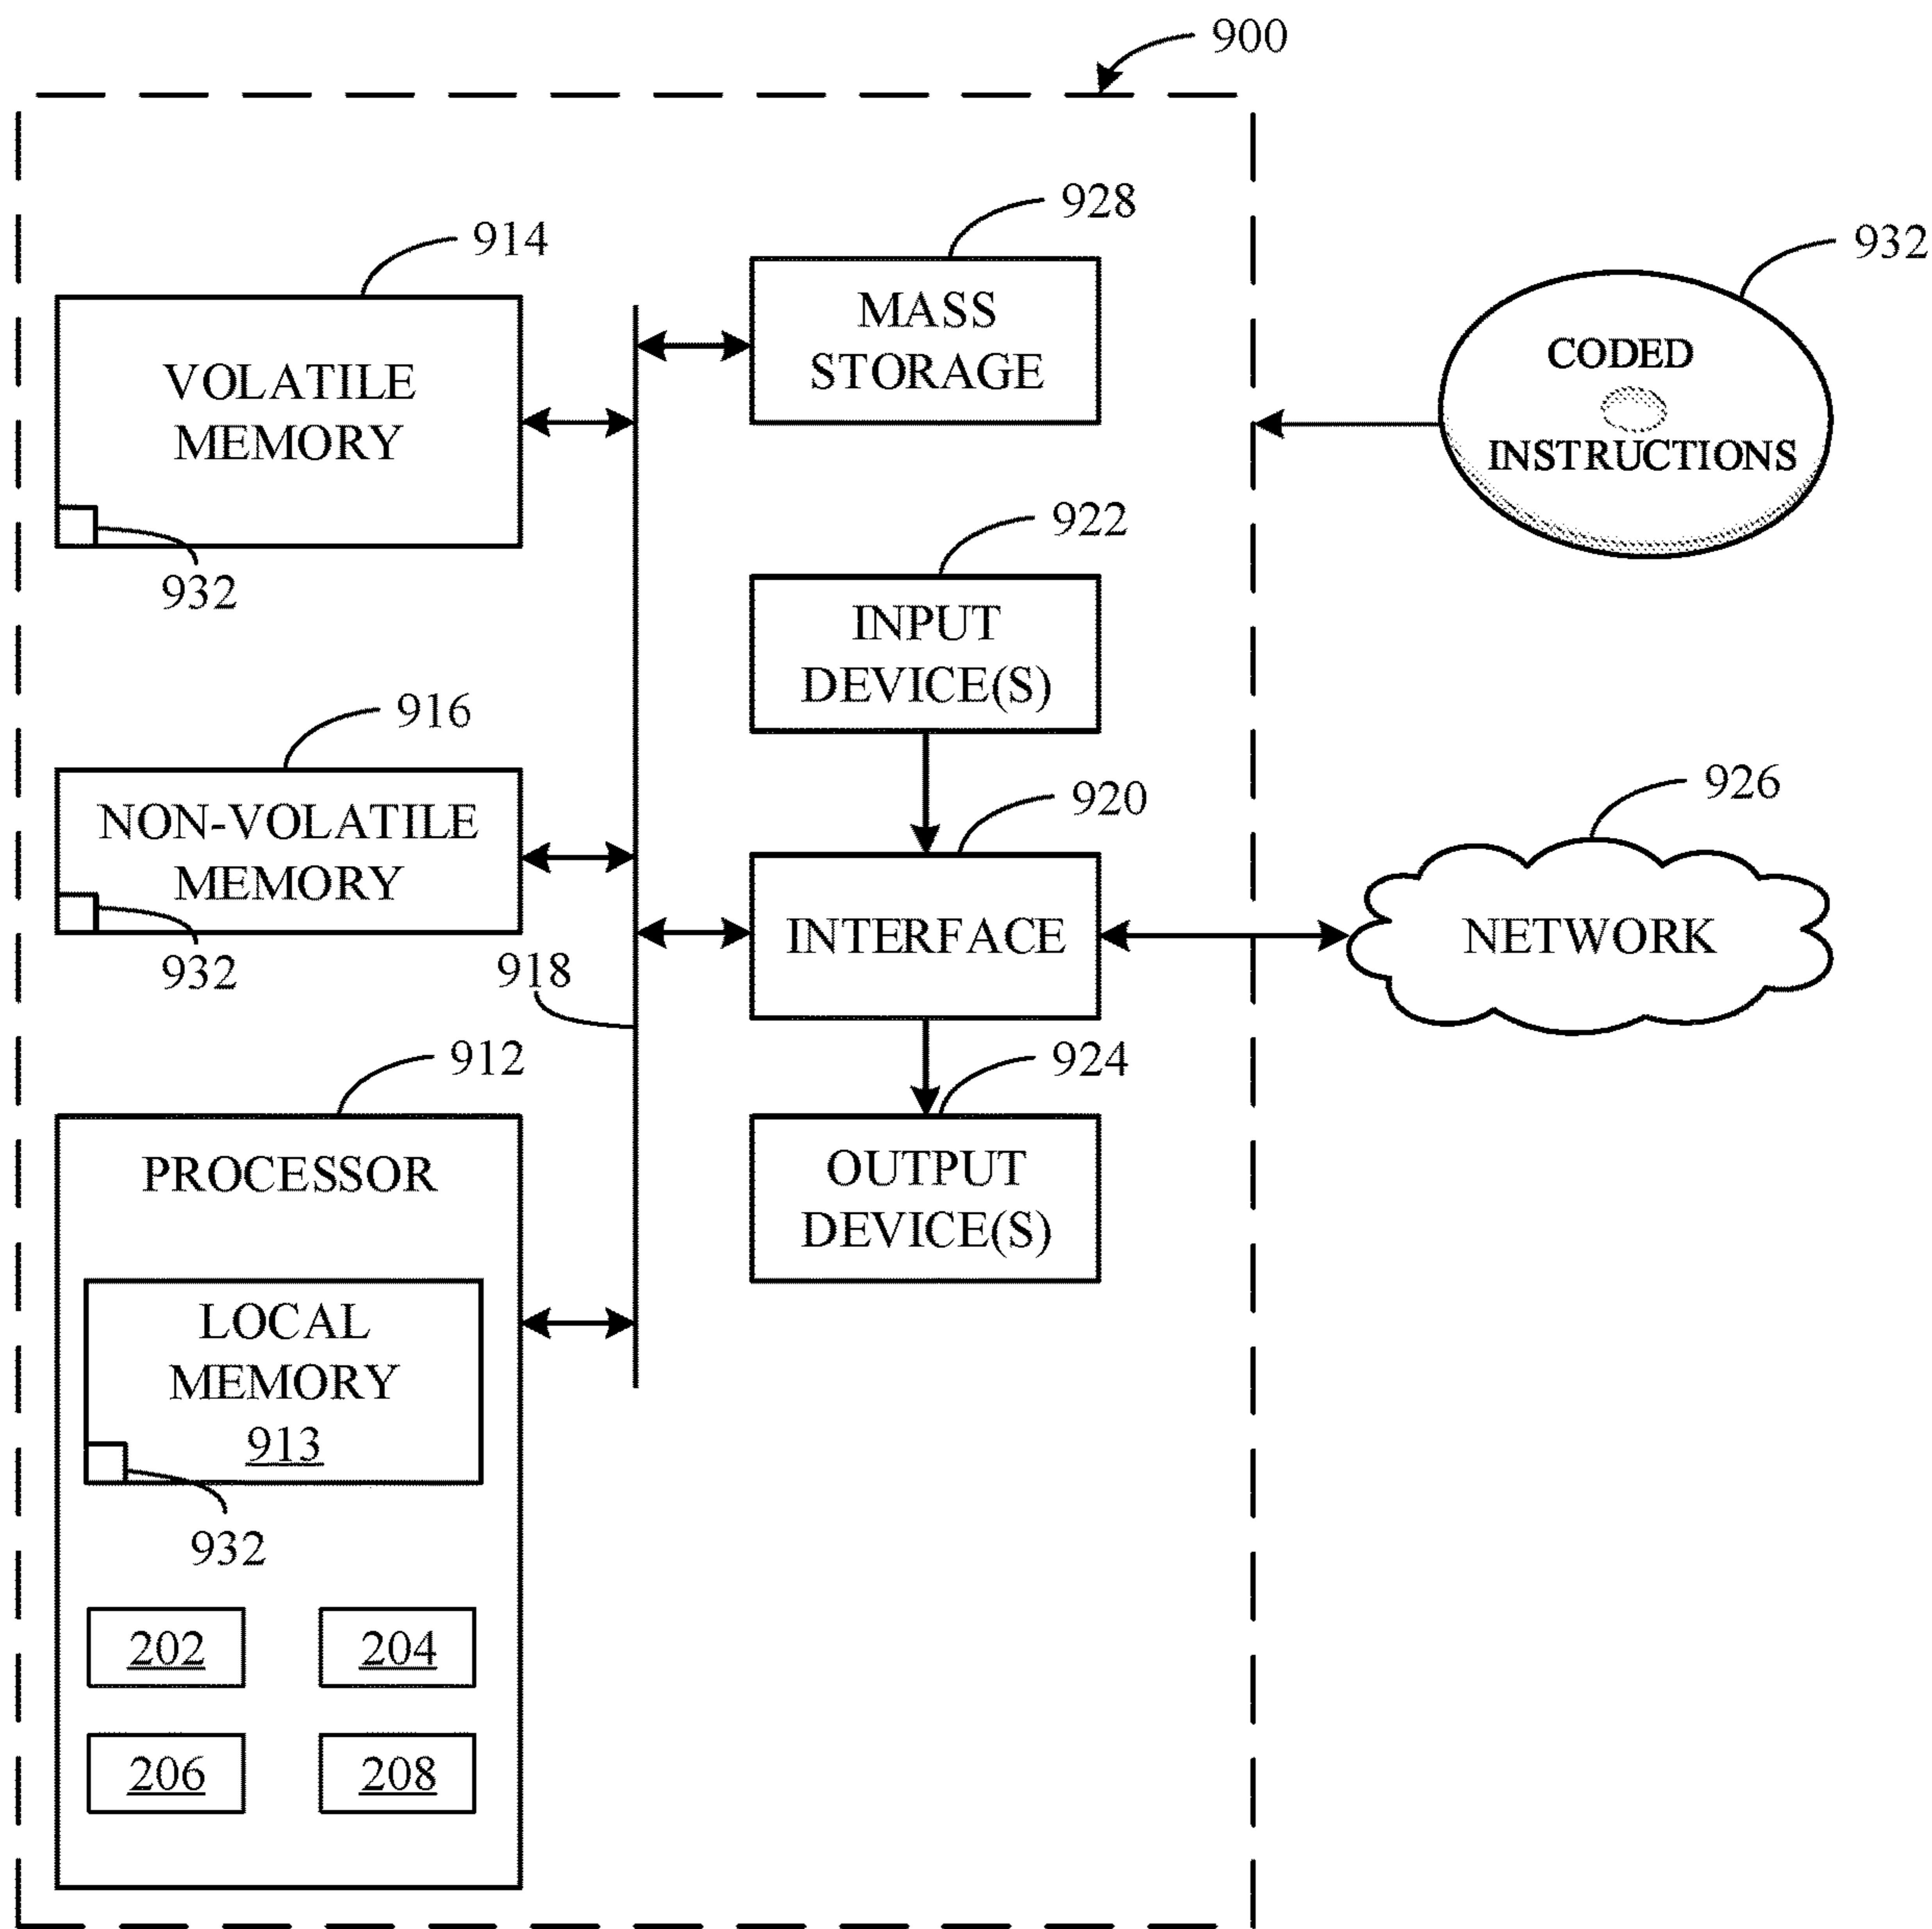 900
928
914
932
MASS
STORAGE
VOLATILE
MEMORY
CODED
INSTRUCTIONS
922
932
INPUT
DEVICE(S)
916
920
926
NON-VOLATILE
MEMORY
INTERFACE
NETWORK
932
918
912
924
PROCESSOR
OUTPUT
DEVICE(S)
LOCAL
MEMORY
913
932
202
204
206
208